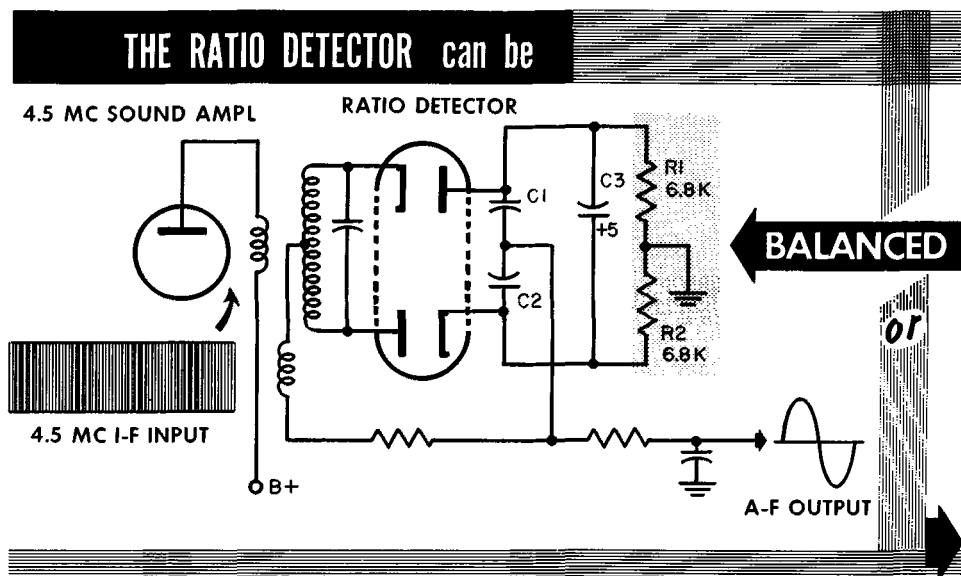 THE RATIO DETECTOR can be
4.5 MC SOUND AMPL
RATIO DETECTOR
C1
C3
+5
R1
6.8K
BALANCED
C2
R2
6.8K
or
4.5 MC I-F INPUT
B+
A-F OUTPUT